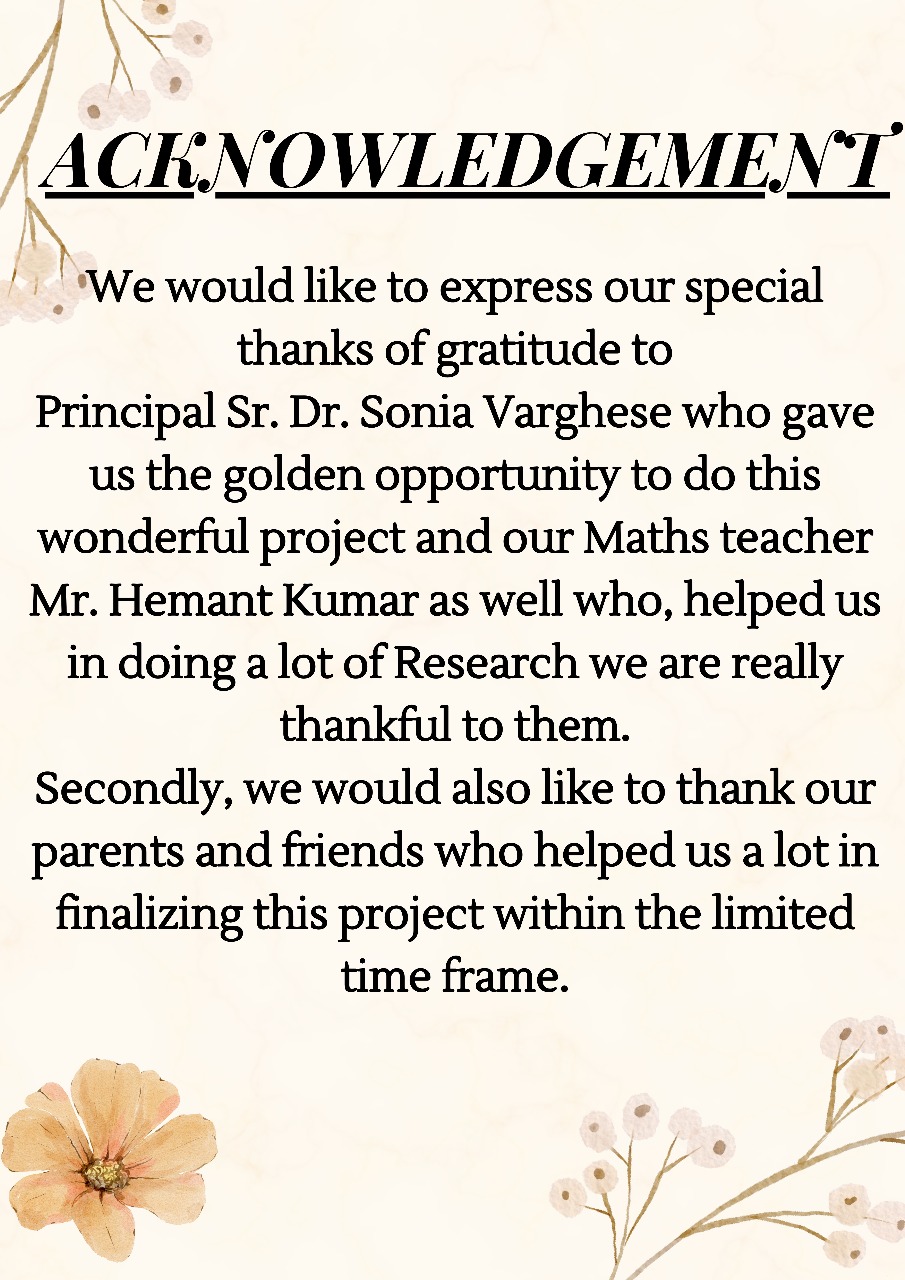 ACKNOWLEDGEMENT
We would like to express our special
thanks of gratitude to
Principal Sr. Dr. Sonia Varghese who gave
us the golden opportunity to do this
wonderful project and our Maths teacher
Mr. Hemant Kumar as well who, helped us
in doing a lot of Research we are really
thankful to them.
Secondly, we would also like to thank our
parents and friends who helped us a lot in
finalizing this project within the limited
time frame.